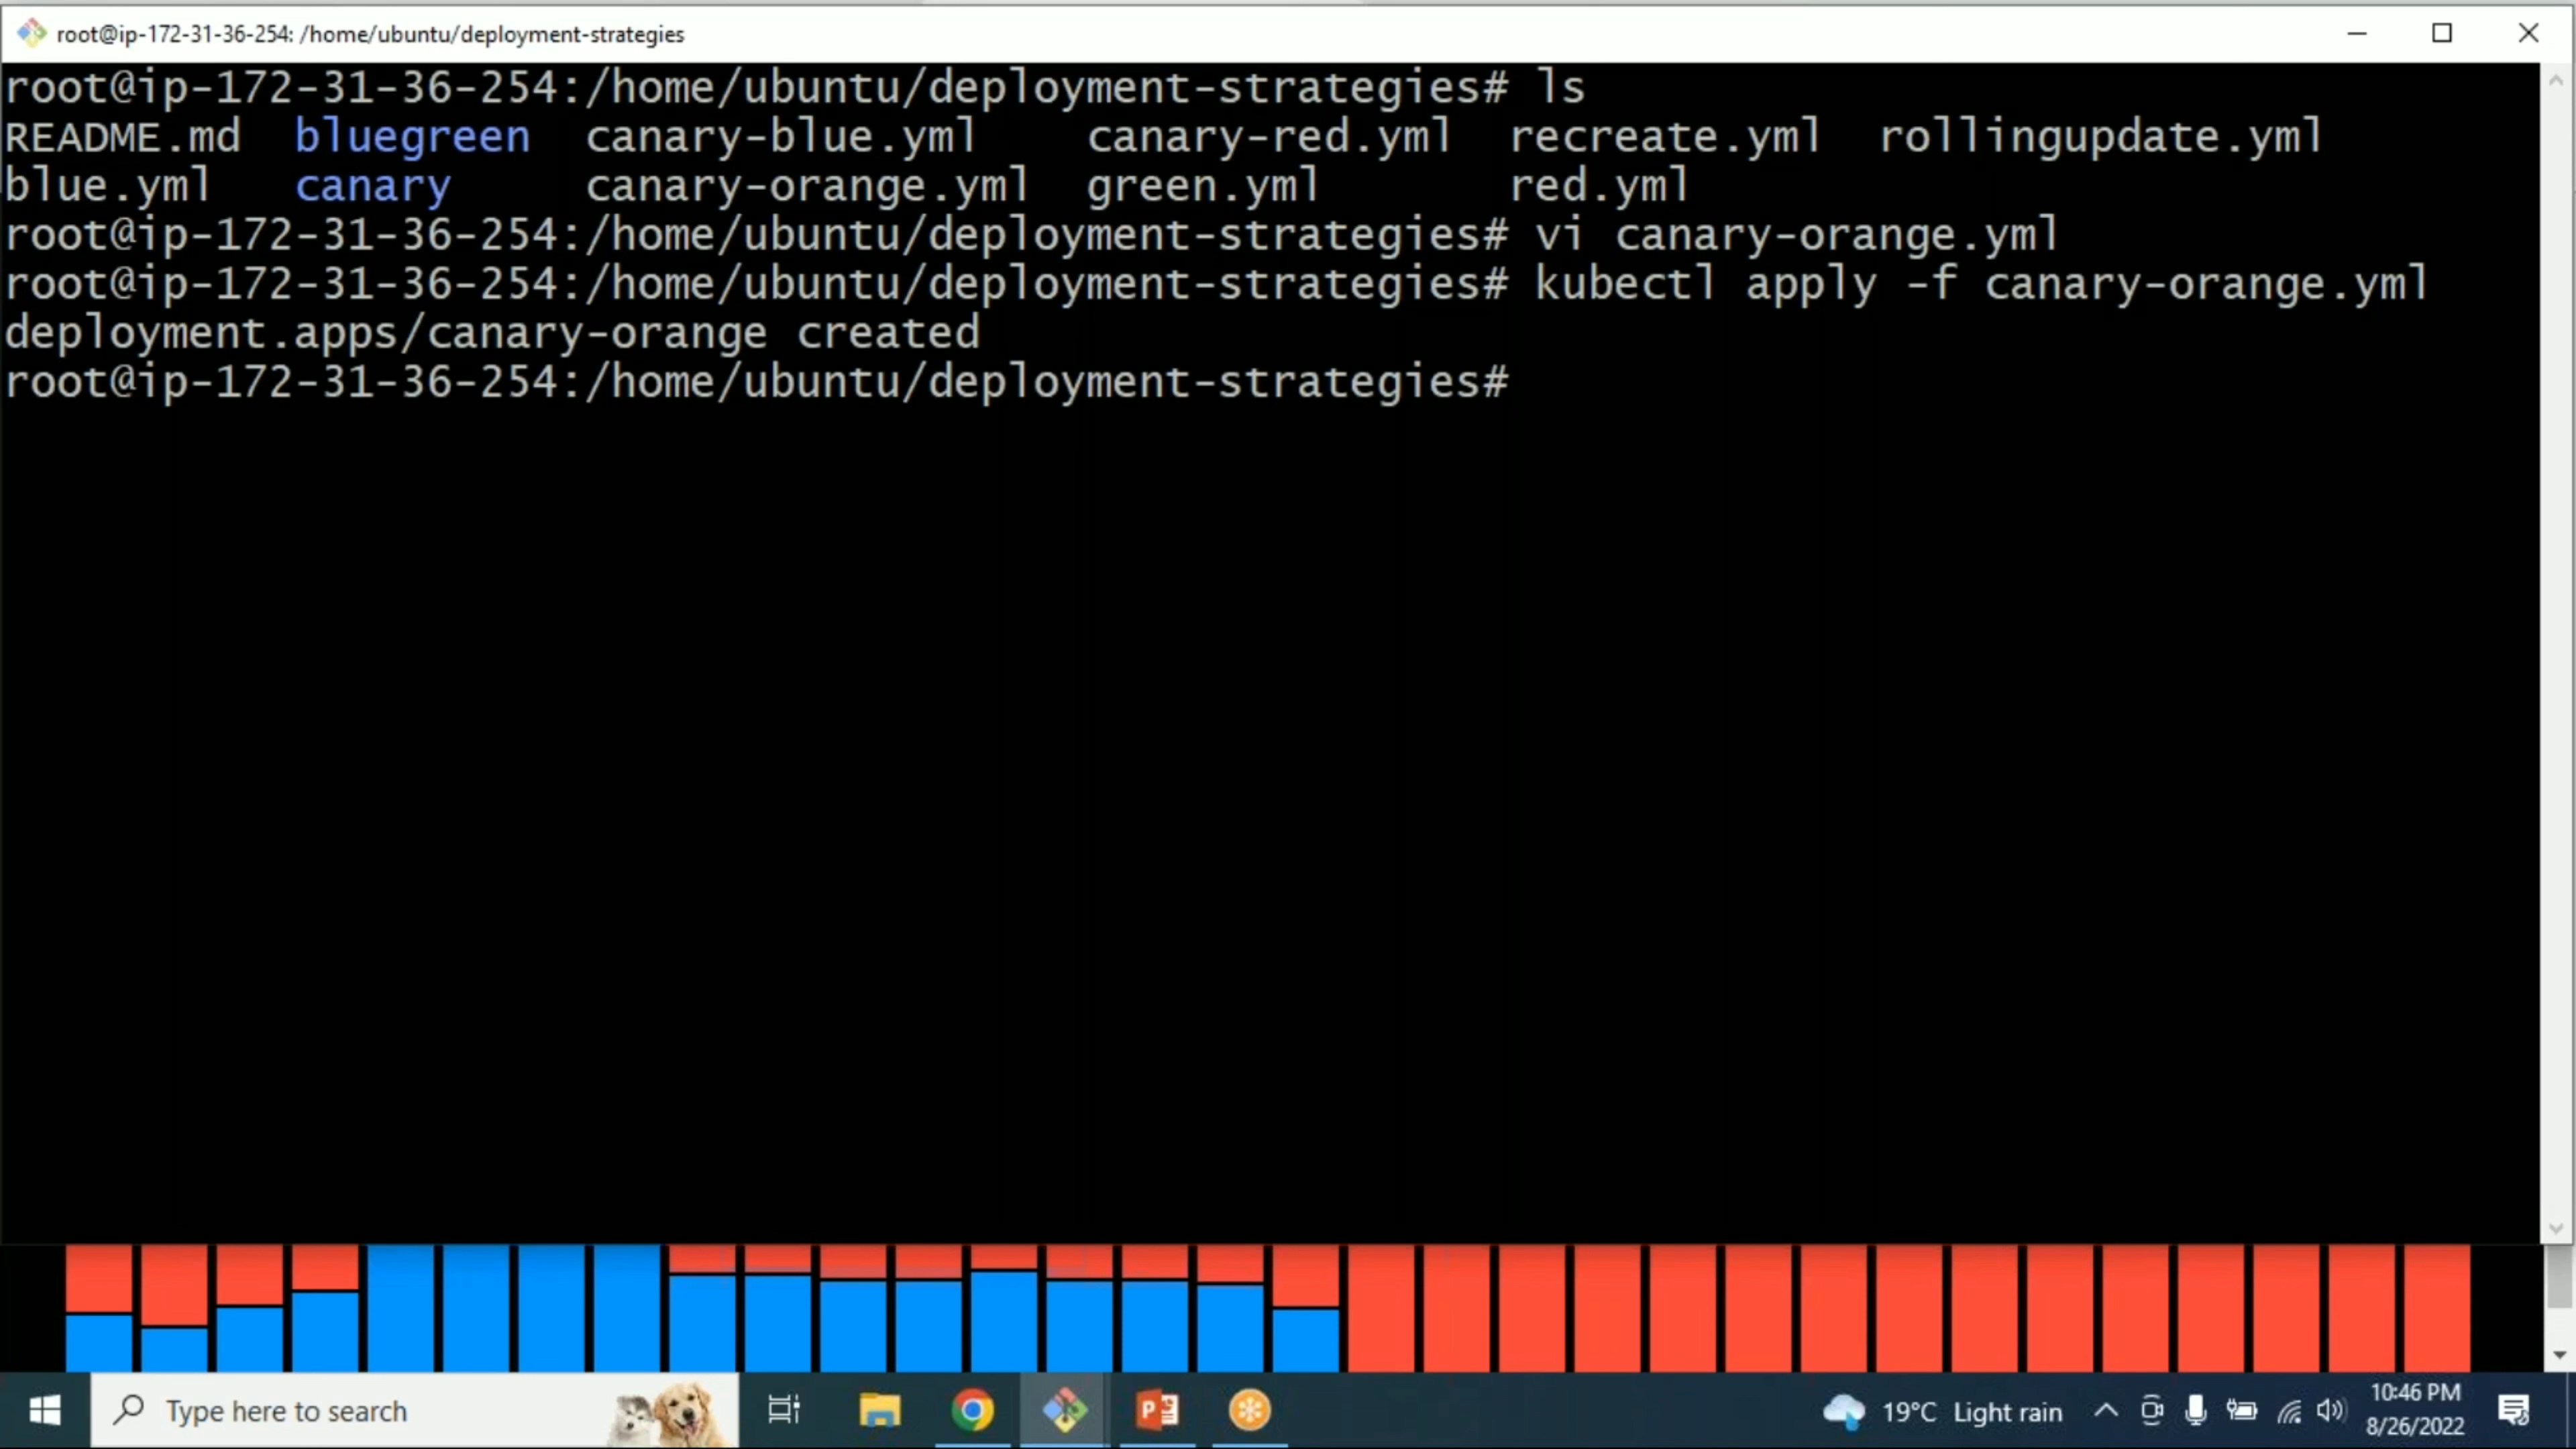 root@ip-172-31-36-254: /home/ubuntu/deployment-strategies
root@ip-172-31-36-254:/home/ubuntu/deployment-strategies# ls
README.md bluegreen canary-blue.yml canary-red.yml recreate.yml rollingupdate.yml
blue.yml canary canary-orange.yml green.yml red.yml
root@ip-172-31-36-254:/home/ubuntu/deployment-strategies# vi canary-orange.yml
root@ip-172-31-36-254:/home/ubuntu/deployment-strategies# kubectl apply -f canary-orange.yml
deployment.apps/canary-orange created
root@ip-172-31-36-254:/home/ubuntu/deployment-strategies#
Type here to search
19°C Light rain
10:46 PM
8/26/2022